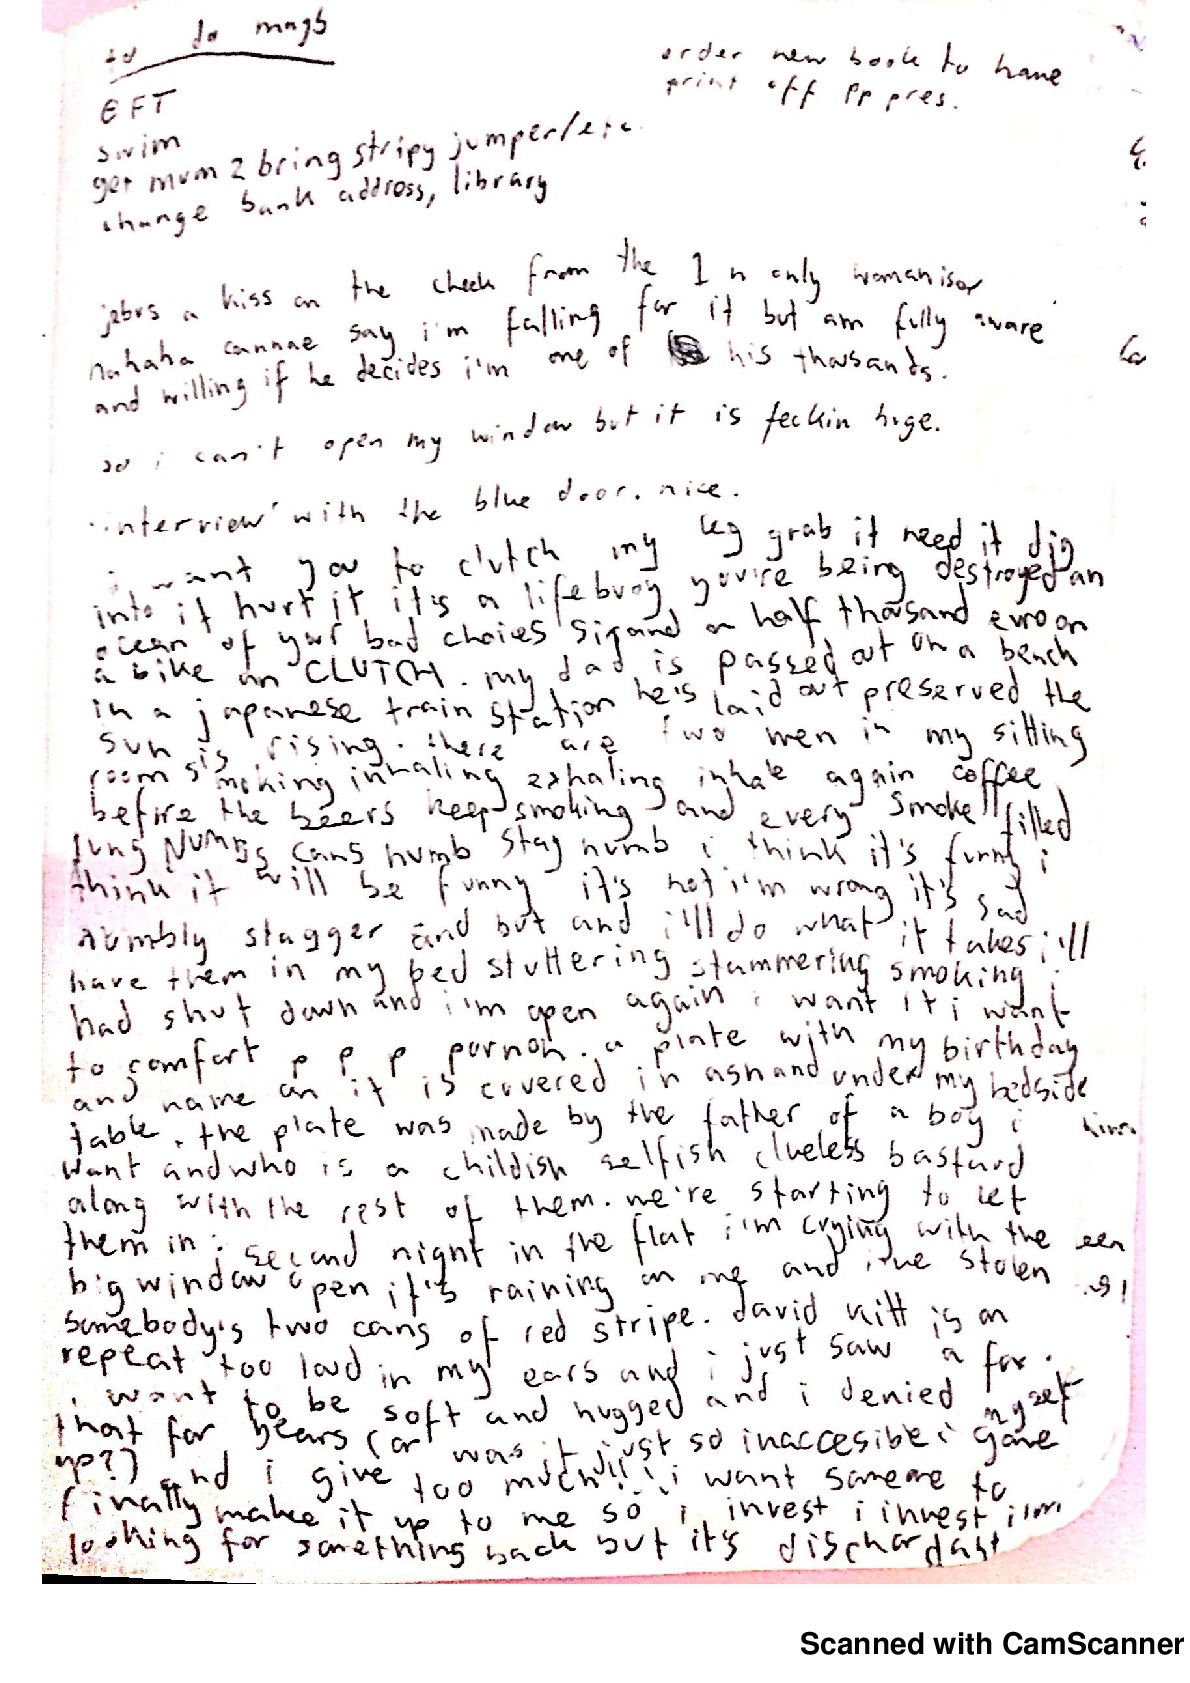 to do mngs
order new book to home
print off pp pres.
EFT
swim
get mum 2 bring stripy jumper/etc.
change bank address, library
jebus a kiss on the cheek from the 1 n only womaniser
hahaha cannae say i'm falling for it but am fully aware
and willing if he decides i'm one of his thousands.
so i can't open my window but it is feckin huge.
'interview' with the blue door. nice.
i want you to clutch my leg grab it need it dig
into it hurt it it's a lifebuoy you're being destroyed an
ocean of your bad choices sigand a half thousand euro on
a bike an CLUTCH. my dad is passed out on a bench
in a japanese train station he's laid out preserved the
sun is rising. there are two men in my sitting
room smoking inhaling exhaling inhale again coffee
before the beers keep smoking and every smoke filled
lung numbs cans numb stay numb i think it's funny i
think it will be funny it's not i'm wrong it's sad
numbly stagger and but and i'll do what it takes i'll
have them in my bed stuttering stammering smoking i
had shut down and i'm open again i want it i want
to comfort p p p pornoh. a plate with my birthday
and name on it is covered in ash and under my bedside
table. the plate was made by the father of a boy i
want and who is a childish selfish clueless bastard
along with the rest of them. we're starting to let
them in: second night in the flat i'm crying with the
big window open it's raining on me and i've stolen
somebody's two cans of red stripe. david kitt is on
repeat too loud in my ears and i just saw a fox.
i want to be soft and hugged and i denied myself
that for years (or was it just so inaccesible i gave
up?) and i give too much!!! i want someone to
finally make it up to me so i invest i invest i'm
looking for something back but it's dischordant
Scanned with CamScanner